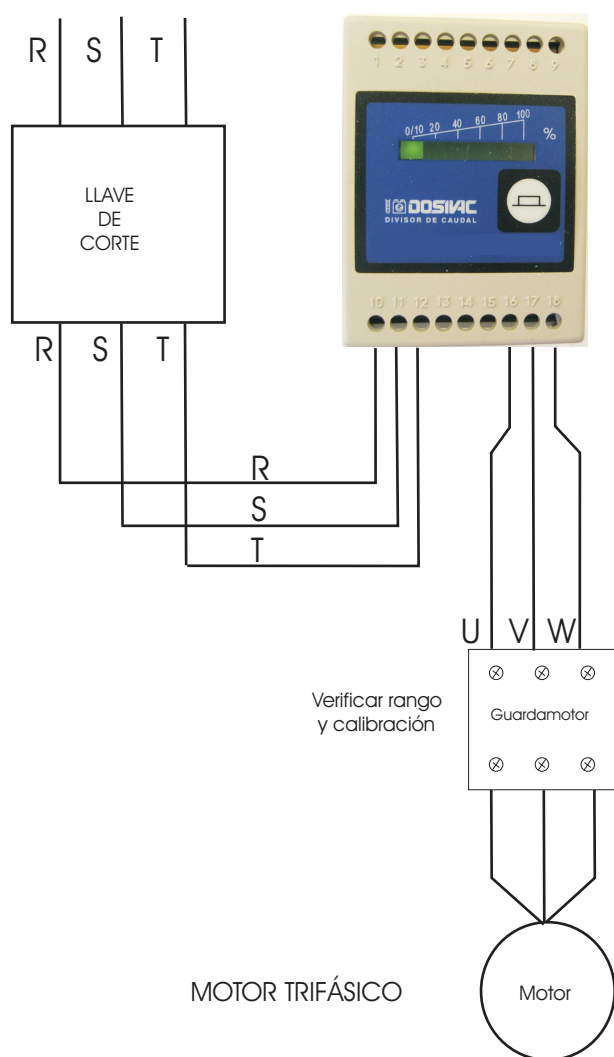 R S T
LLAVE
DE
CORTE
R S T
1 2 3 4 5 6 7 8 9
0/10 20 40 60 80 100
%
DOSIVAC
DIVISOR DE CAUDAL
10 11 12 13 14 15 16 17 18
R
S
T
U V W
Verificar rango
y calibración
Guardamotor
MOTOR TRIFÁSICO
Motor